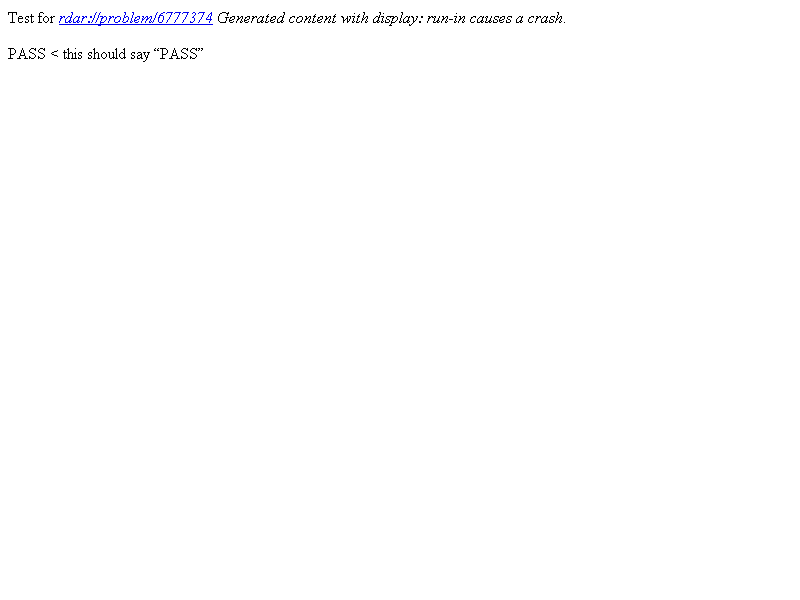 Test for rdar://problem/6777374 Generated content with display: run-in causes a crash.
PASS < this should say “PASS”